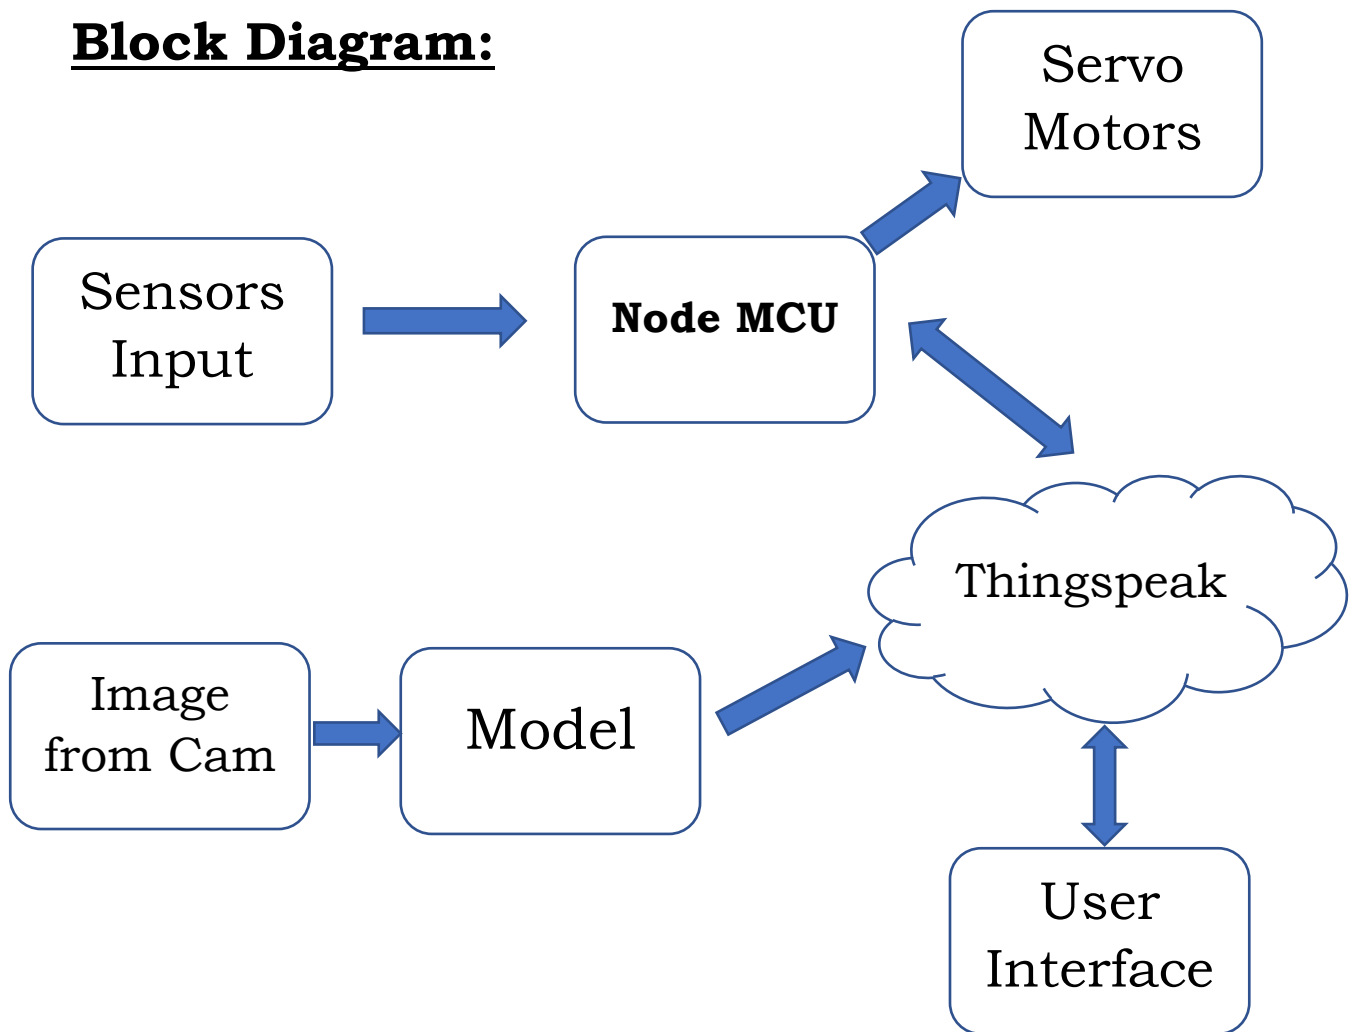 Block Diagram:
Servo
Motors
Sensors
Input
Node MCU
Thingspeak
Image
from Cam
Model
User
Interface